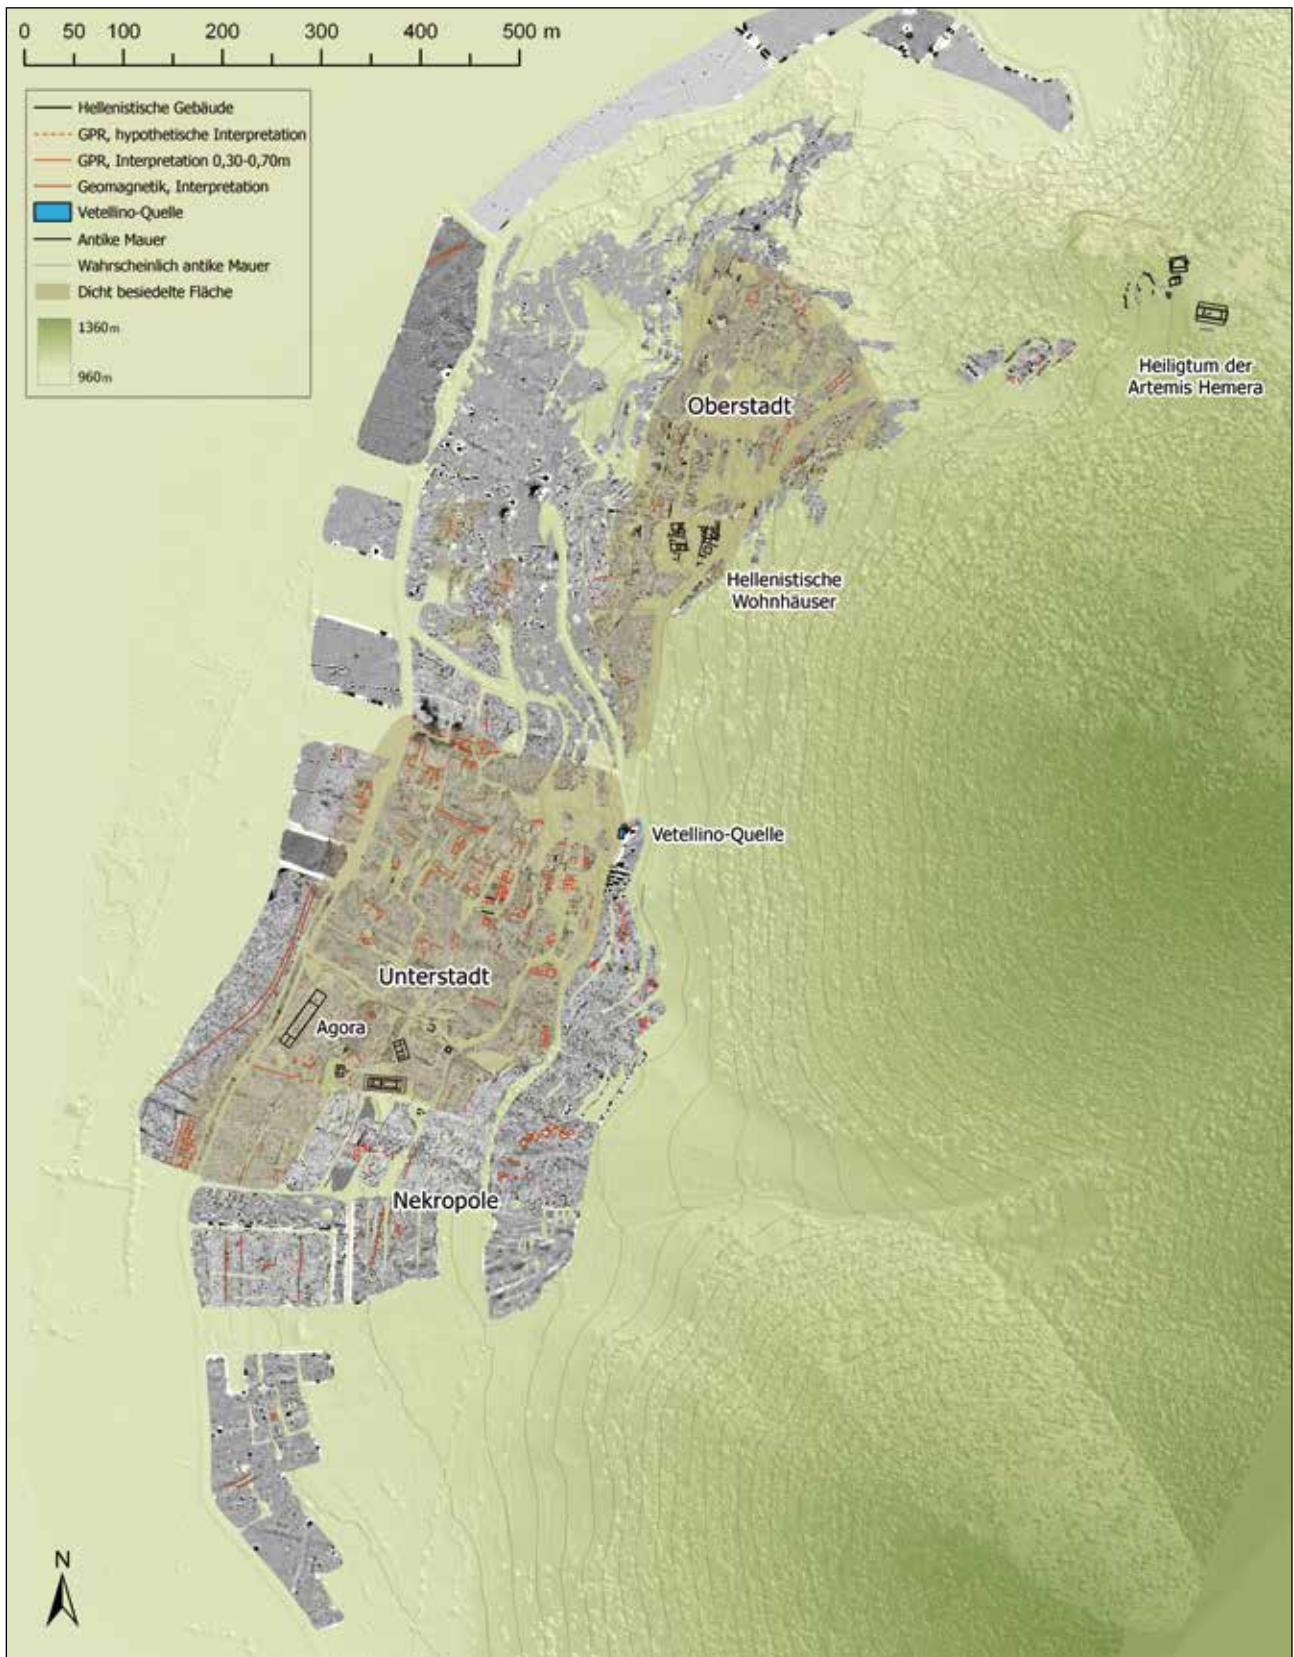 0 50 100 200 300 400 500 m
Hellenistische Gebäude
GPR, hypothetische Interpretation
GPR, Interpretation 0,30-0,70m
Geomagnetik, Interpretation
Vetellino-Quelle
Antike Mauer
Wahrscheinlich antike Mauer
Dicht besiedelte Fläche
1360m
960m
Heiligtum der
Artemis Hemera
Oberstadt
Hellenistische
Wohnhäuser
Vetellino-Quelle
Unterstadt
Agora
Nekropole
N